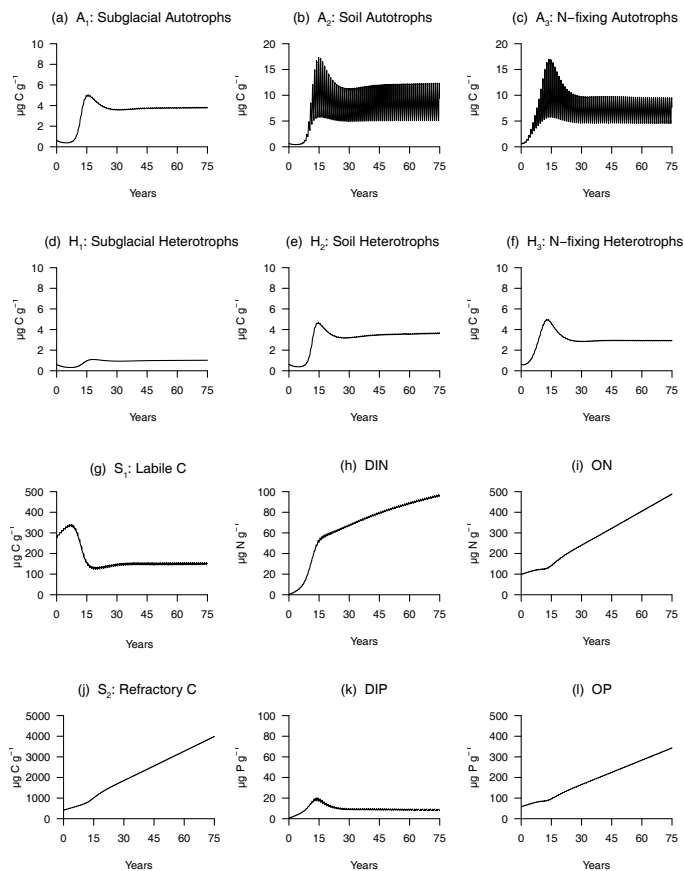 (a) A₁: Subglacial Autotrophs
(b) A₂: Soil Autotrophs
(c) A₃: N−fixing Autotrophs
µg C g⁻¹
10
8
6
4
2
0
0 15 30 45 60 75
Years
µg C g⁻¹
20
15
10
5
0
0 15 30 45 60 75
Years
µg C g⁻¹
20
15
10
5
0
0 15 30 45 60 75
Years
(d) H₁: Subglacial Heterotrophs
(e) H₂: Soil Heterotrophs
(f) H₃: N−fixing Heterotrophs
µg C g⁻¹
10
8
6
4
2
0
0 15 30 45 60 75
Years
µg C g⁻¹
10
8
6
4
2
0
0 15 30 45 60 75
Years
µg C g⁻¹
10
8
6
4
2
0
0 15 30 45 60 75
Years
(g) S₁: Labile C
(h) DIN
(i) ON
µg C g⁻¹
500
400
300
200
100
0
0 15 30 45 60 75
Years
µg N g⁻¹
100
80
60
40
20
0
0 15 30 45 60 75
Years
µg N g⁻¹
500
400
300
200
100
0
0 15 30 45 60 75
Years
(j) S₂: Refractory C
(k) DIP
(l) OP
µg C g⁻¹
5000
4000
3000
2000
1000
0
0 15 30 45 60 75
Years
µg P g⁻¹
100
80
60
40
20
0
0 15 30 45 60 75
Years
µg P g⁻¹
500
400
300
200
100
0
0 15 30 45 60 75
Years